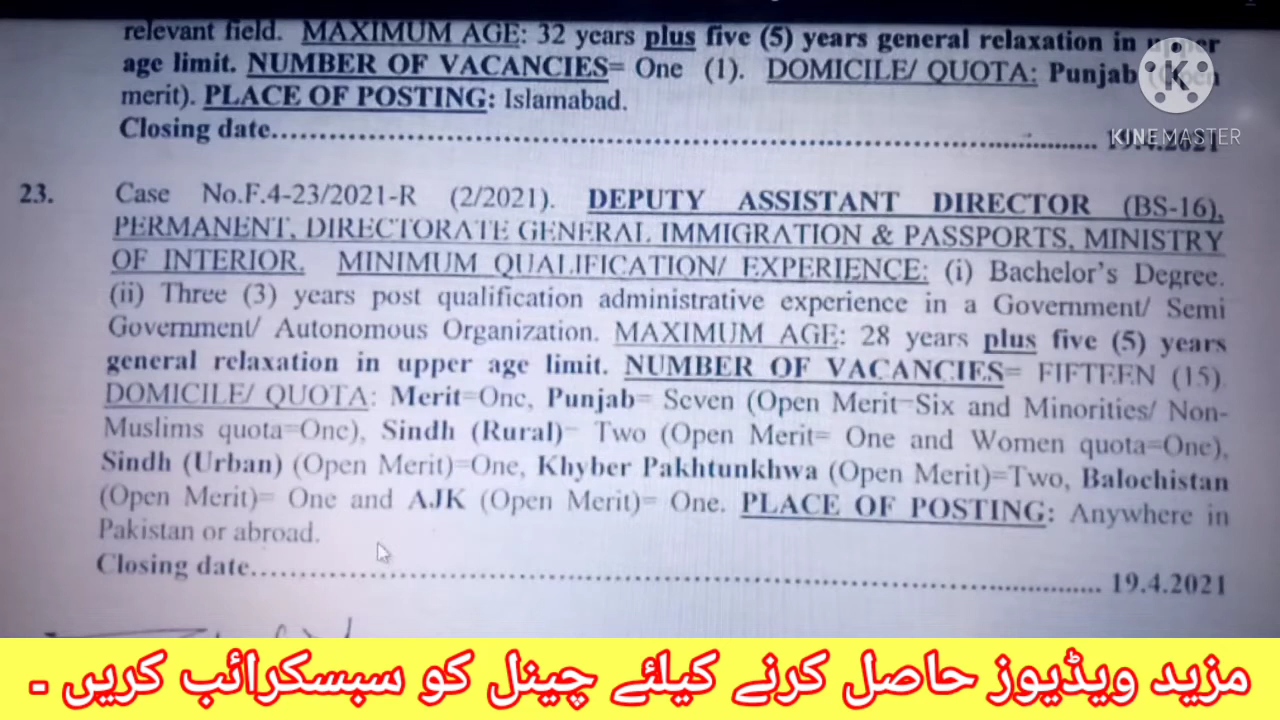 relevant field. MAXIMUM AGE: 32 years plus five (5) years general relaxation in upper
age limit. NUMBER OF VACANCIES= One (1). DOMICILE/ QUOTA: Punjab (Open
merit). PLACE OF POSTING: Islamabad.
Closing date........................................................................................ 19.4.2021
KINEMASTER
23. Case No.F.4-23/2021-R (2/2021). DEPUTY ASSISTANT DIRECTOR (BS-16),
PERMANENT, DIRECTORATE GENERAL IMMIGRATION & PASSPORTS, MINISTRY
OF INTERIOR. MINIMUM QUALIFICATION/ EXPERIENCE: (i) Bachelor's Degree.
(ii) Three (3) years post qualification administrative experience in a Government/ Semi
Government/ Autonomous Organization. MAXIMUM AGE: 28 years plus five (5) years
general relaxation in upper age limit. NUMBER OF VACANCIES= FIFTEEN (15).
DOMICILE/ QUOTA: Merit=One, Punjab= Seven (Open Merit=Six and Minorities/ Non-
Muslims quota=One), Sindh (Rural)= Two (Open Merit= One and Women quota=One),
Sindh (Urban) (Open Merit)=One, Khyber Pakhtunkhwa (Open Merit)=Two, Balochistan
(Open Merit)= One and AJK (Open Merit)= One. PLACE OF POSTING: Anywhere in
Pakistan or abroad.
Closing date........................................................................................ 19.4.2021
مزید ویڈیوز حاصل کرنے کیلئے چینل کو سبسکرائب کریں ۔